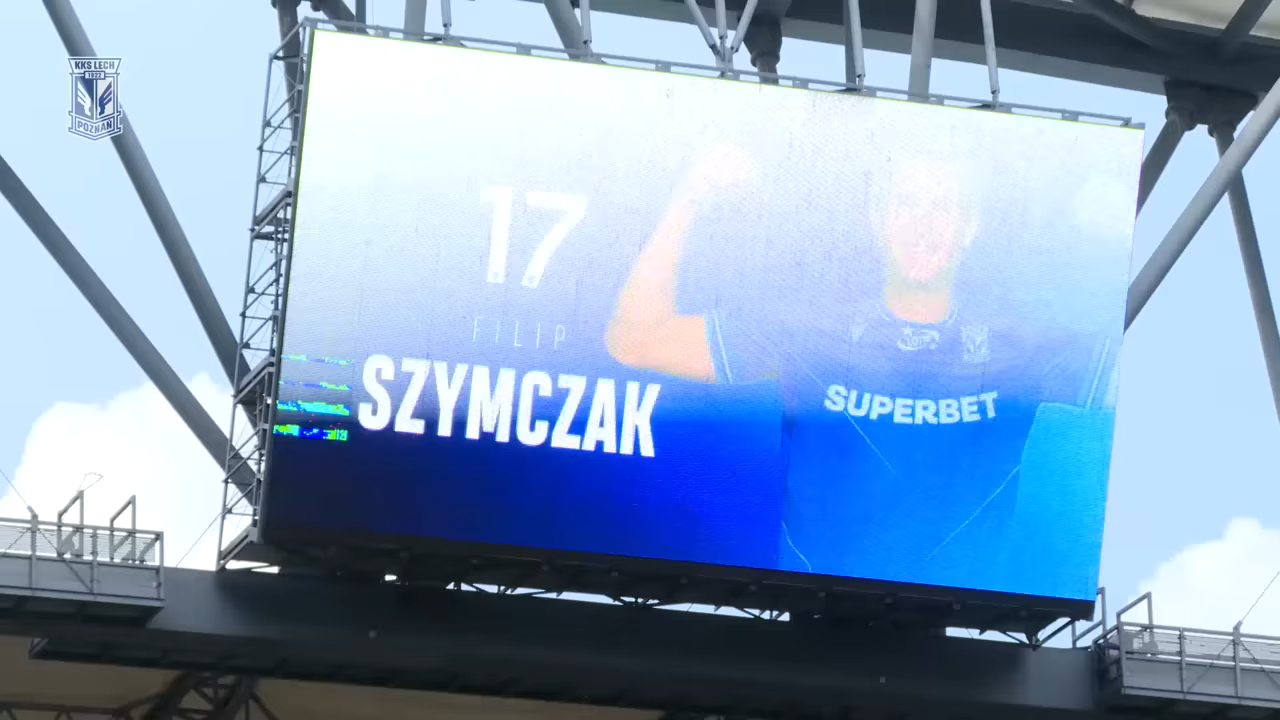 KKS LECH
1922
POZNAŃ
17
FILIP
SZYMCZAK
SUPERBET